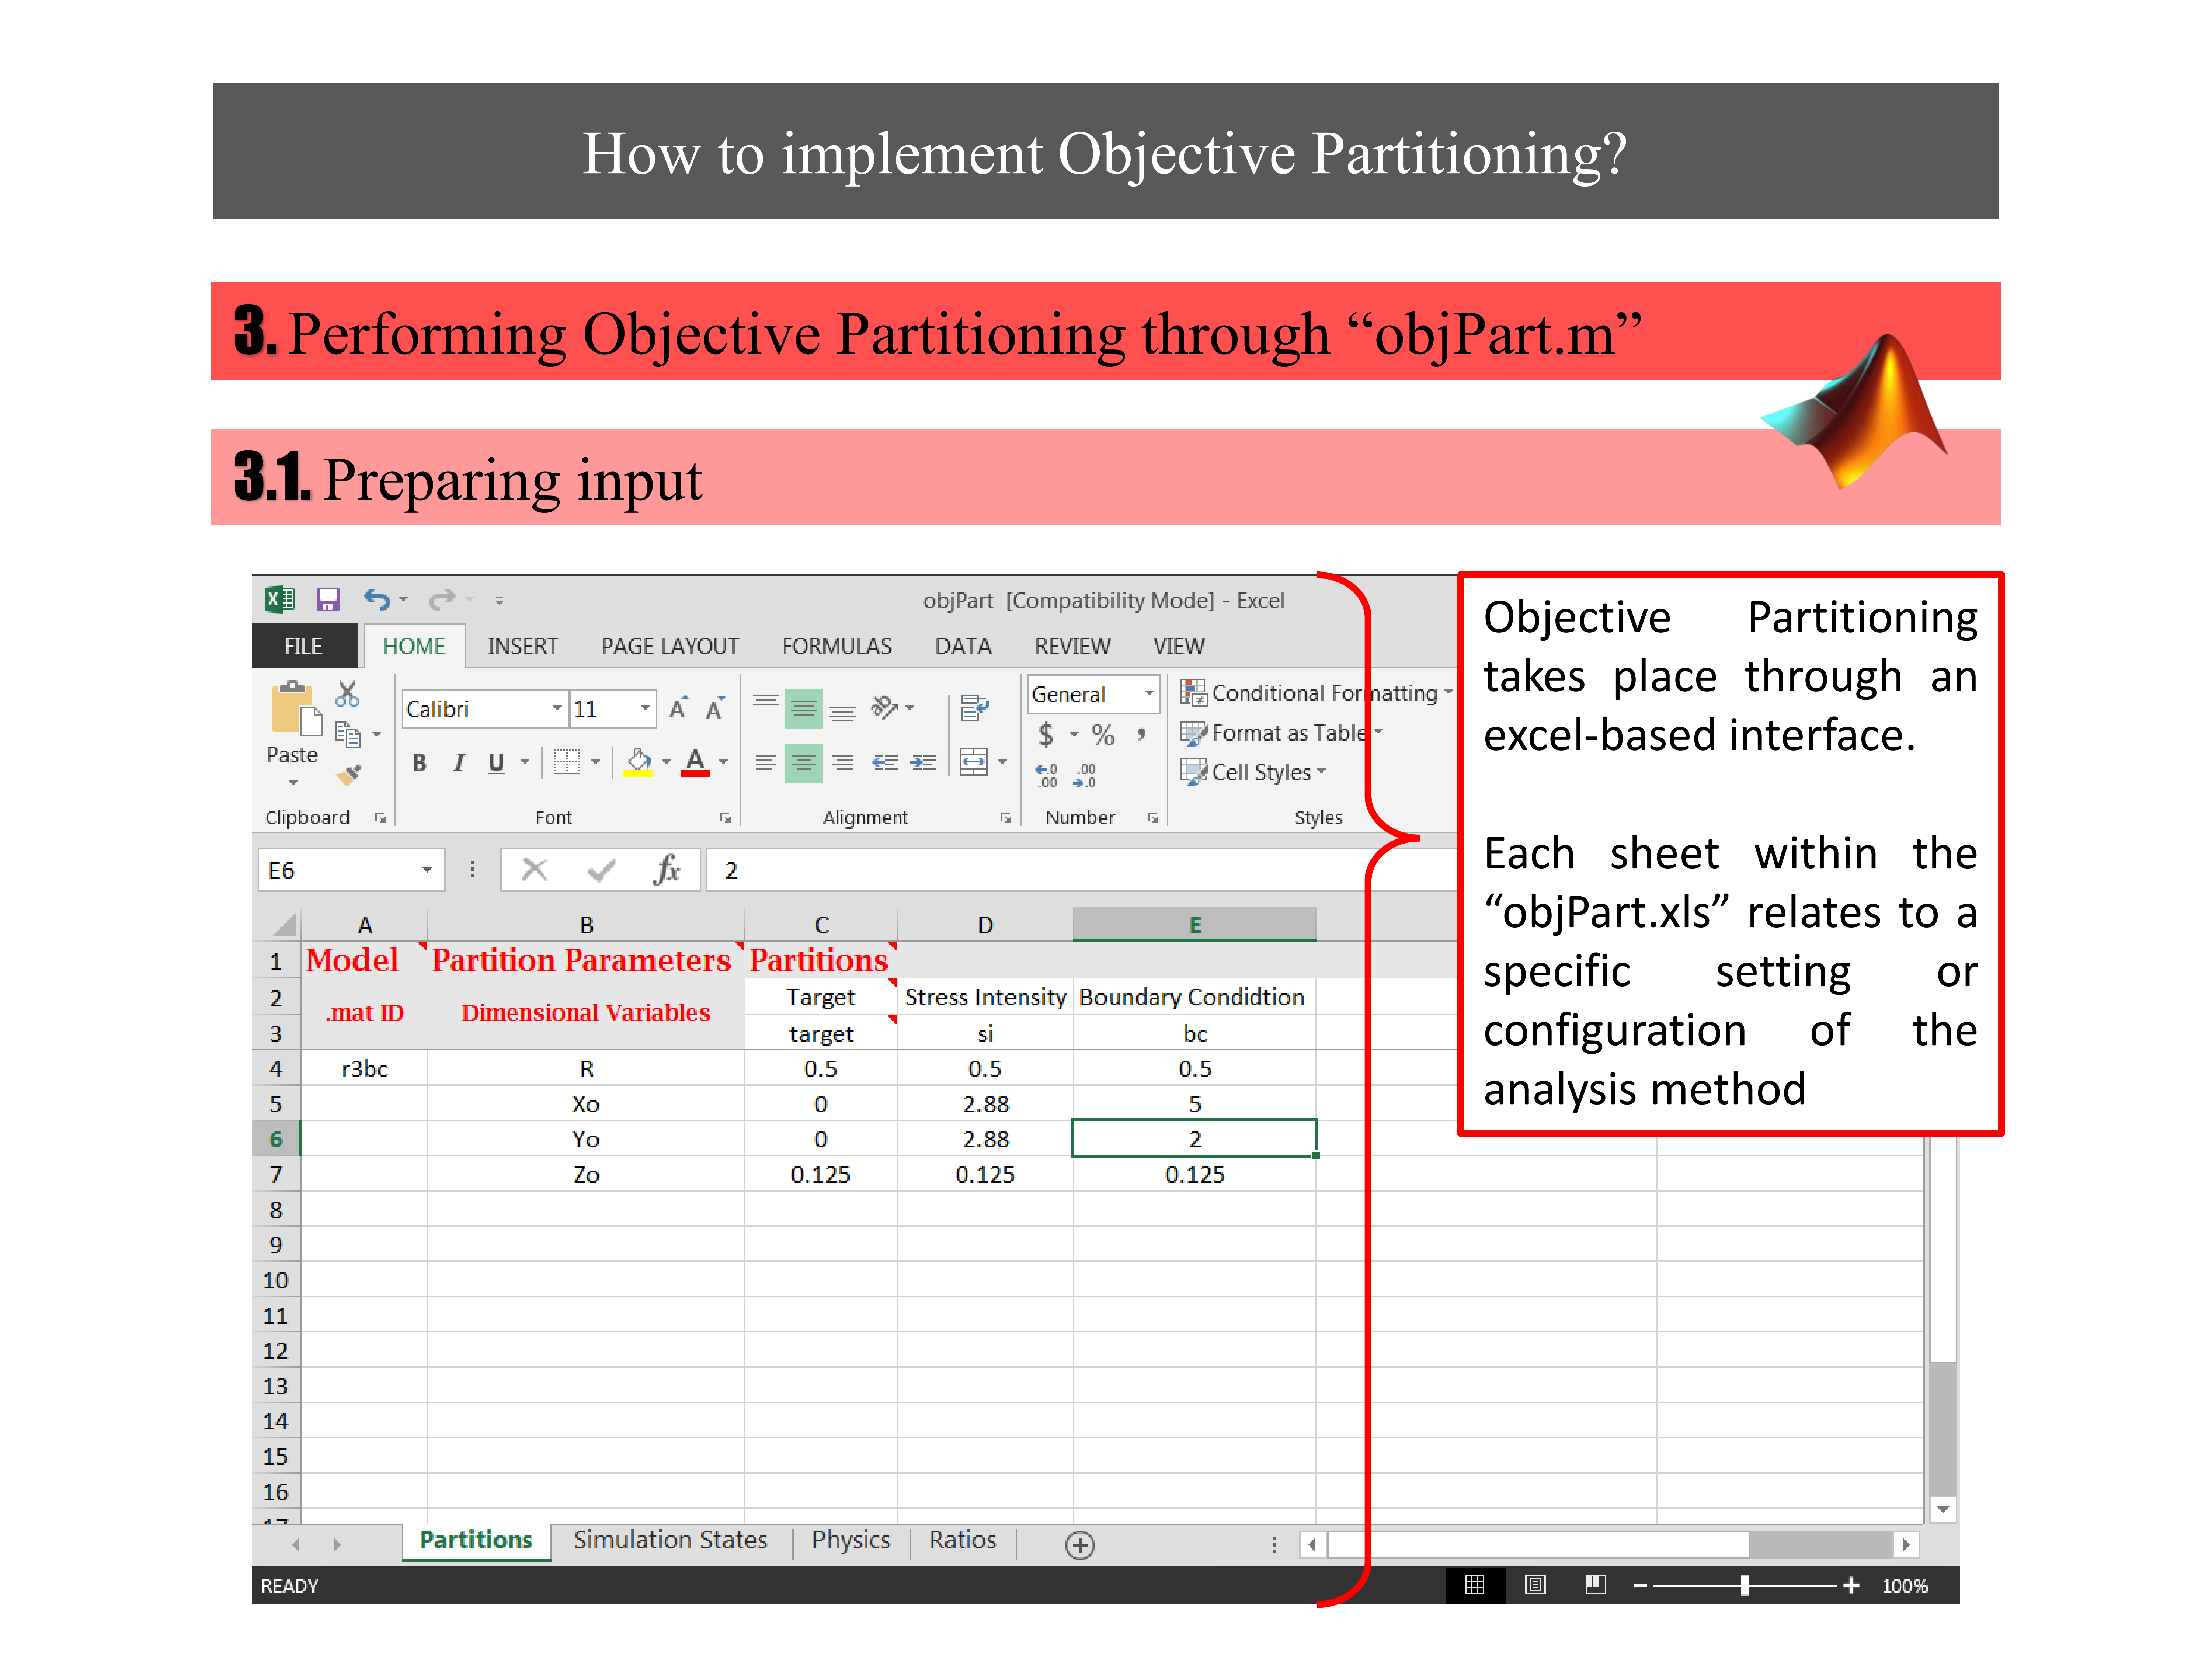 How to implement Objective Partitioning?
3. Performing Objective Partitioning through “objPart.m”
3.1. Preparing input
objPart [Compatibility Mode] - Excel
FILE HOME INSERT PAGE LAYOUT FORMULAS DATA REVIEW VIEW
Paste
Clipboard
Calibri 11 A A
B I U A
Font
Alignment
General
$ % ,
.0 .00
.00 .0
Number
Conditional Formatting
Format as Table
Cell Styles
Styles
E6 fx 2
A B C D E
1 Model Partition Parameters Partitions
2 .mat ID Dimensional Variables Target Stress Intensity Boundary Condidtion
3 target si bc
4 r3bc R 0.5 0.5 0.5
5 Xo 0 2.88 5
6 Yo 0 2.88 2
7 Zo 0.125 0.125 0.125
8
9
10
11
12
13
14
15
16
17
Partitions Simulation States Physics Ratios
READY 100%
Objective Partitioning
takes place through an
excel-based interface.
Each sheet within the
“objPart.xls” relates to a
specific setting or
configuration of the
analysis method